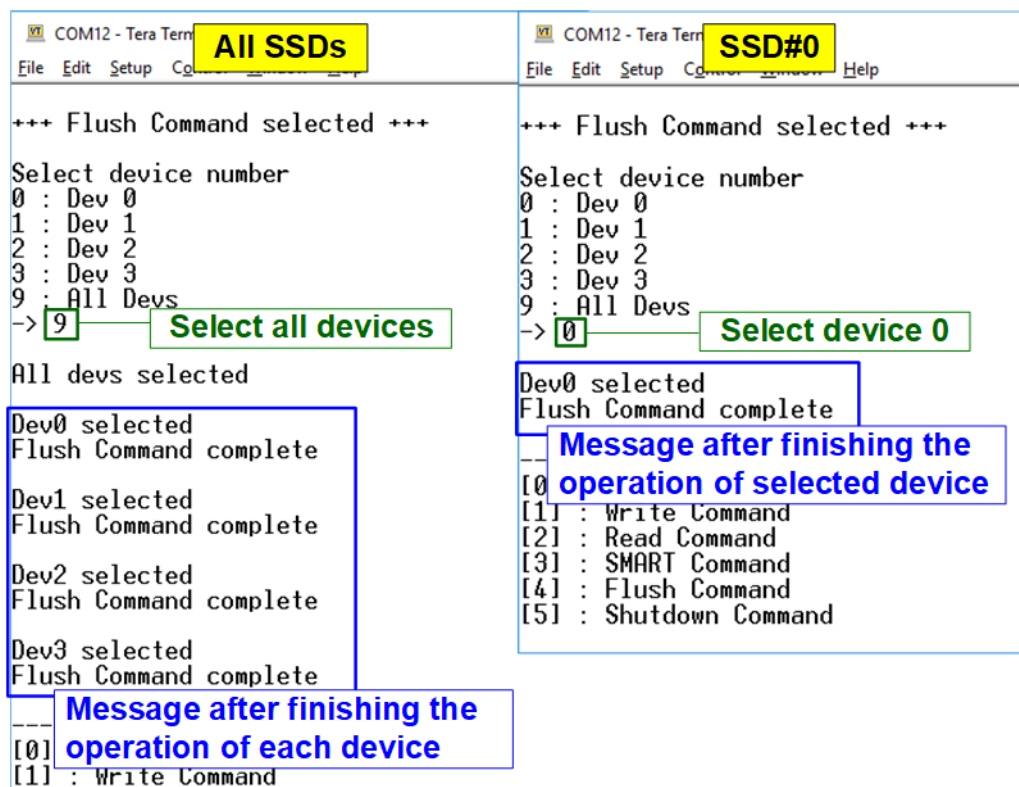 COM12 - Tera Term
All SSDs
File Edit Setup
+++ Flush Command selected +++
Select device number
0 : Dev 0
1 : Dev 1
2 : Dev 2
3 : Dev 3
9 : All Devs
-> 9
Select all devices
All devs selected
Dev0 selected
Flush Command complete
Dev1 selected
Flush Command complete
Dev2 selected
Flush Command complete
Dev3 selected
Flush Command complete
Message after finishing the
operation of each device
---
[0]
[1] : Write Command
COM12 - Tera Term
SSD#0
File Edit Setup Control Window Help
+++ Flush Command selected +++
Select device number
0 : Dev 0
1 : Dev 1
2 : Dev 2
3 : Dev 3
9 : All Devs
-> 0
Select device 0
Dev0 selected
Flush Command complete
Message after finishing the
operation of selected device
--
[0
[1] : Write Command
[2] : Read Command
[3] : SMART Command
[4] : Flush Command
[5] : Shutdown Command